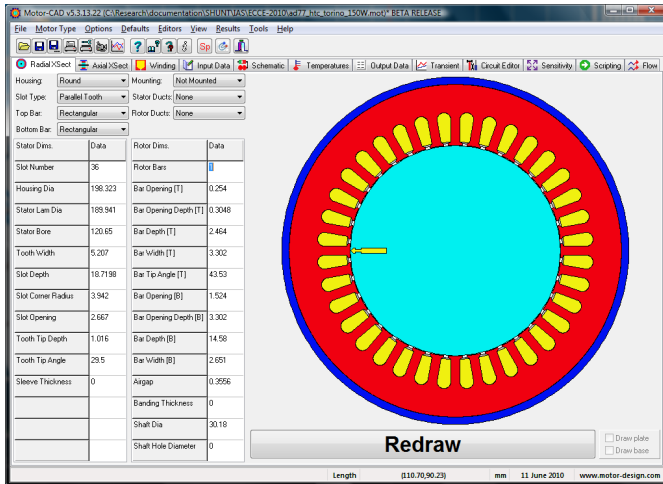 Motor-CAD v5.3.13.22 (C:\Research\documentation\SHUNT\IAS\ECCE-2010\ad77_htc_torino_150W.mot)* BETA RELEASE
File Motor Type Options Defaults Editors View Results Tools Help
Sp
Radial XSect Axial XSect Winding Input Data Schematic Temperatures Output Data Transient Circuit Editor Sensitivity Scripting Flow
Housing: Round Mounting: Not Mounted
Slot Type: Parallel Tooth Stator Ducts: None
Top Bar: Rectangular Rotor Ducts: None
Bottom Bar: Rectangular
Stator Dims. Data Rotor Dims. Data
Slot Number 36 Rotor Bars 1
Housing Dia 198.323 Bar Opening [T] 0.254
Stator Lam Dia 189.941 Bar Opening Depth [T] 0.3048
Stator Bore 120.65 Bar Depth [T] 2.464
Tooth Width 5.207 Bar Width [T] 3.302
Slot Depth 18.7198 Bar Tip Angle [T] 43.53
Slot Corner Radius 3.942 Bar Opening [B] 1.524
Slot Opening 2.667 Bar Opening Depth [B] 3.302
Tooth Tip Depth 1.016 Bar Depth [B] 14.58
Tooth Tip Angle 29.5 Bar Width [B] 2.651
Sleeve Thickness 0 Airgap 0.3556
Banding Thickness 0
Shaft Dia 30.18
Shaft Hole Diameter 0
Redraw
Draw plate
Draw base
Length (110.70,90.23) mm 11 June 2010 www.motor-design.com